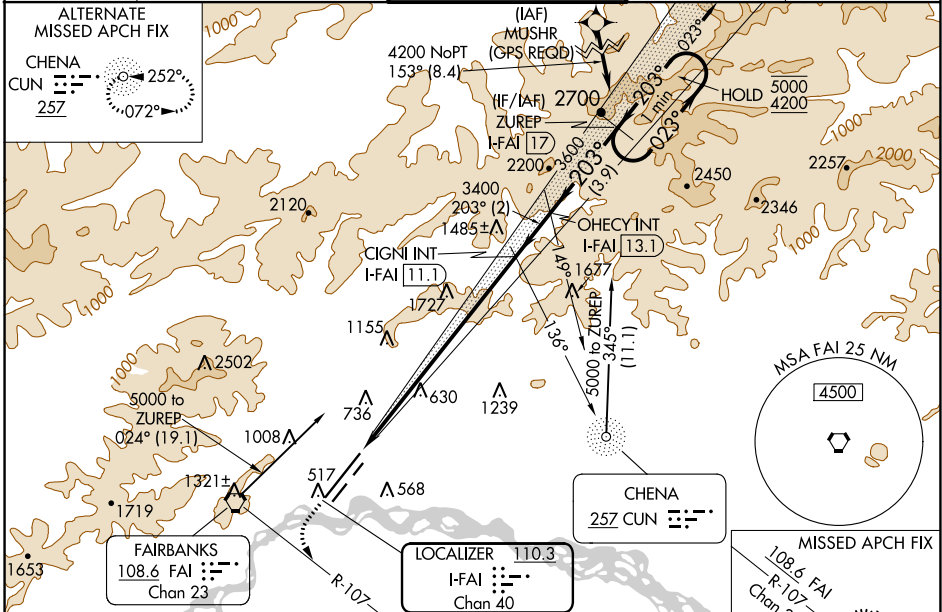 ALTERNATE
MISSED APCH FIX
CHENA
CUN
257
252°
072°
1000
(IAF)
MUSHR
(GPS REQD)
4200 NoPT
153° (8.4)
023°
203°
1 min
023°
HOLD
5000
4200
1000
(IF/IAF)
ZUREP
I-FAI 17
2700
2200
3600
203°
(3.9)
2450
2257
2000
2346
1000
2120
3400
203° (2)
1485±
OHECY INT
I-FAI 13.1
CIGNI INT
I-FAI 11.1
149°
1677
1727
1000
1155
136°
5000 to ZUREP
345°
(11.1)
MSA FAI 25 NM
4500
1000
2502
5000 to
ZUREP
024° (19.1)
736
630
1239
1008
1321±
517
568
1719
1653
CHENA
257 CUN
FAIRBANKS
108.6 FAI
Chan 23
R-107
LOCALIZER 110.3
I-FAI
Chan 40
MISSED APCH FIX
108.6 FAI
R-107
Chan